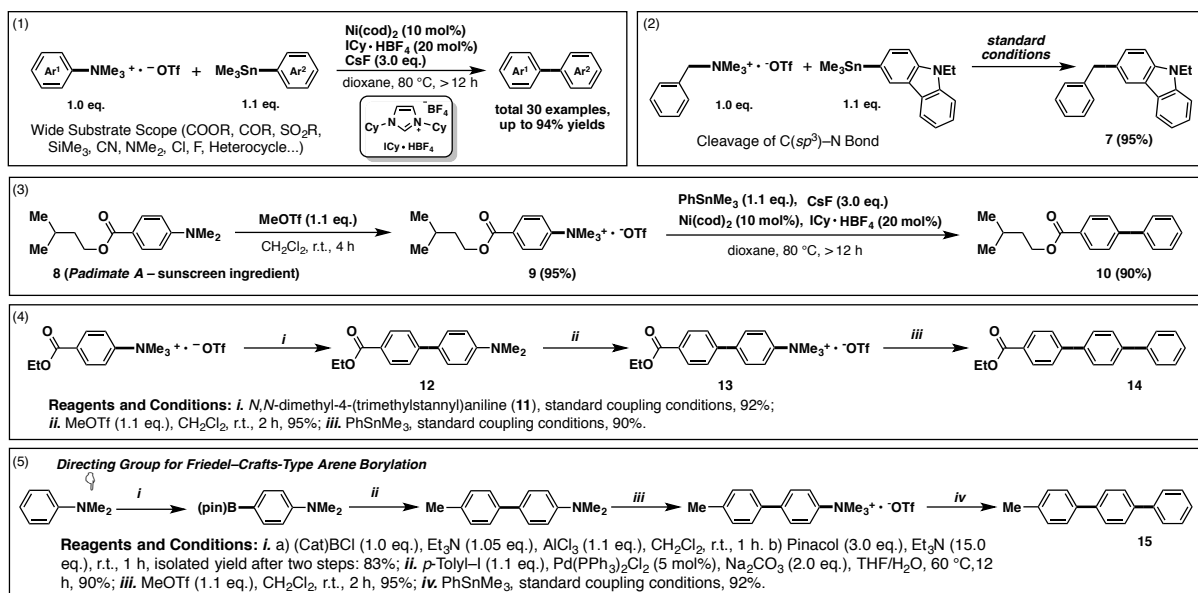 (1)
Ar¹ NMe₃ ⁺ · ⁻OTf + Me₃Sn Ar²
1.0 eq. 1.1 eq.
Ni(cod)₂ (10 mol%)
ICy·HBF₄ (20 mol%)
CsF (3.0 eq.)
dioxane, 80 °C, > 12 h
Ar¹ Ar²
total 30 examples,
up to 94% yields
⁻BF₄
Cy N N⁺ Cy
ICy·HBF₄
Wide Substrate Scope (COOR, COR, SO₂R,
SiMe₃, CN, NMe₂, Cl, F, Heterocycle...)
(2)
NMe₃⁺ · ⁻OTf + Me₃Sn NEt
1.0 eq. 1.1 eq.
standard
conditions
NEt
Cleavage of C(sp³)–N Bond
7 (95%)
(3)
Me Me O O NMe₂
8 (Padimate A – sunscreen ingredient)
MeOTf (1.1 eq.)
CH₂Cl₂, r.t., 4 h
Me Me O O NMe₃⁺ · ⁻OTf
9 (95%)
PhSnMe₃ (1.1 eq.), CsF (3.0 eq.)
Ni(cod)₂ (10 mol%), ICy·HBF₄ (20 mol%)
dioxane, 80 °C, > 12 h
Me Me O O
10 (90%)
(4)
O EtO NMe₃ ⁺ · ⁻OTf
i
O EtO NMe₂
12
ii
O EtO NMe₃⁺ · ⁻OTf
13
iii
O EtO
14
Reagents and Conditions: i. N,N-dimethyl-4-(trimethylstannyl)aniline (11), standard coupling conditions, 92%;
ii. MeOTf (1.1 eq.), CH₂Cl₂, r.t., 2 h, 95%; iii. PhSnMe₃, standard coupling conditions, 90%.
(5)
Directing Group for Friedel–Crafts-Type Arene Borylation
NMe₂
i
(pin)B NMe₂
ii
Me NMe₂
iii
Me NMe₃⁺ · ⁻OTf
iv
Me
15
Reagents and Conditions: i. a) (Cat)BCl (1.0 eq.), Et₃N (1.05 eq.), AlCl₃ (1.1 eq.), CH₂Cl₂, r.t., 1 h. b) Pinacol (3.0 eq.), Et₃N (15.0
eq.), r.t., 1 h, isolated yield after two steps: 83%; ii. p-Tolyl–I (1.1 eq.), Pd(PPh₃)₂Cl₂ (5 mol%), Na₂CO₃ (2.0 eq.), THF/H₂O, 60 °C,12
h, 90%; iii. MeOTf (1.1 eq.), CH₂Cl₂, r.t., 2 h, 95%; iv. PhSnMe₃, standard coupling conditions, 92%.